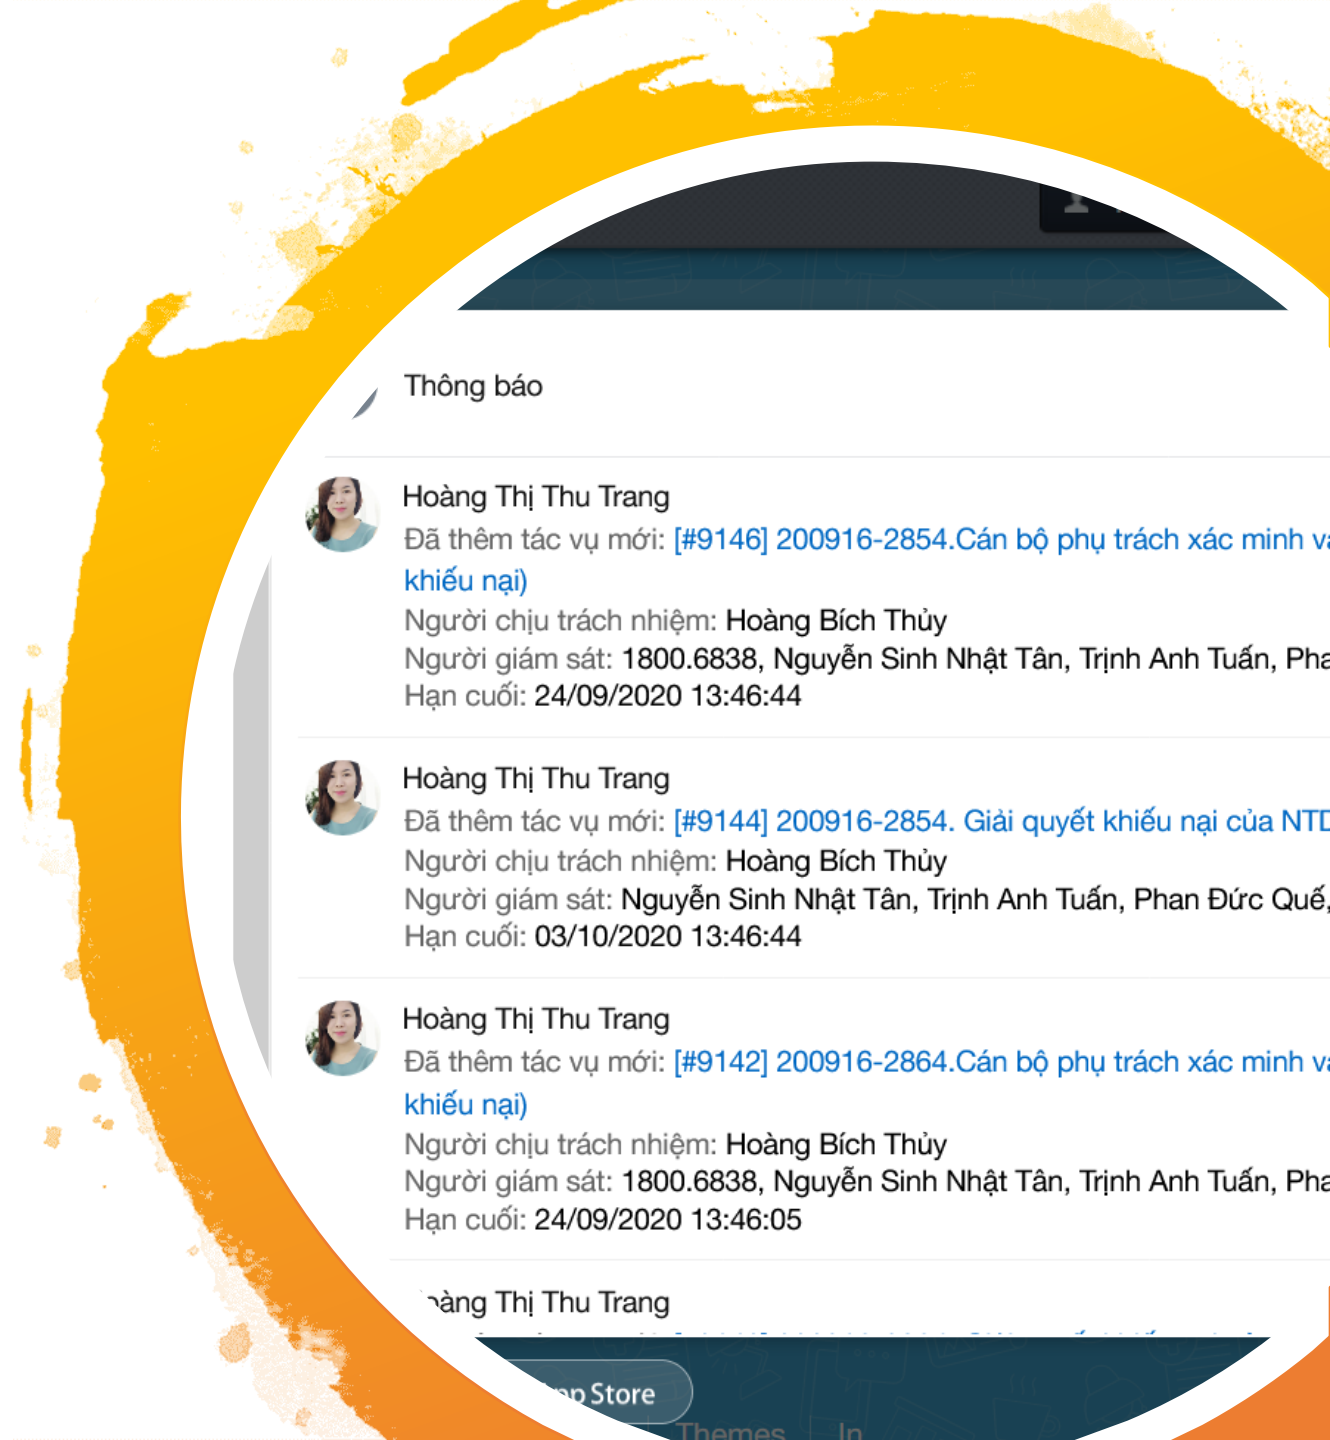 Thông báo
Hoàng Thị Thu Trang
Đã thêm tác vụ mới: [#9146] 200916-2854.Cán bộ phụ trách xác minh
khiếu nại)
Người chịu trách nhiệm: Hoàng Bích Thủy
Người giám sát: 1800.6838, Nguyễn Sinh Nhật Tân, Trịnh Anh Tuấn,
Hạn cuối: 24/09/2020 13:46:44
Hoàng Thị Thu Trang
Đã thêm tác vụ mới: [#9144] 200916-2854. Giải quyết khiếu nại của
Người chịu trách nhiệm: Hoàng Bích Thủy
Người giám sát: Nguyễn Sinh Nhật Tân, Trịnh Anh Tuấn, Phan Đức Quế,
Hạn cuối: 03/10/2020 13:46:44
Hoàng Thị Thu Trang
Đã thêm tác vụ mới: [#9142] 200916-2864.Cán bộ phụ trách xác minh
khiếu nại)
Người chịu trách nhiệm: Hoàng Bích Thủy
Người giám sát: 1800.6838, Nguyễn Sinh Nhật Tân, Trịnh Anh Tuấn,
Hạn cuối: 24/09/2020 13:46:05
Thị Thu Trang
Store
Themes In